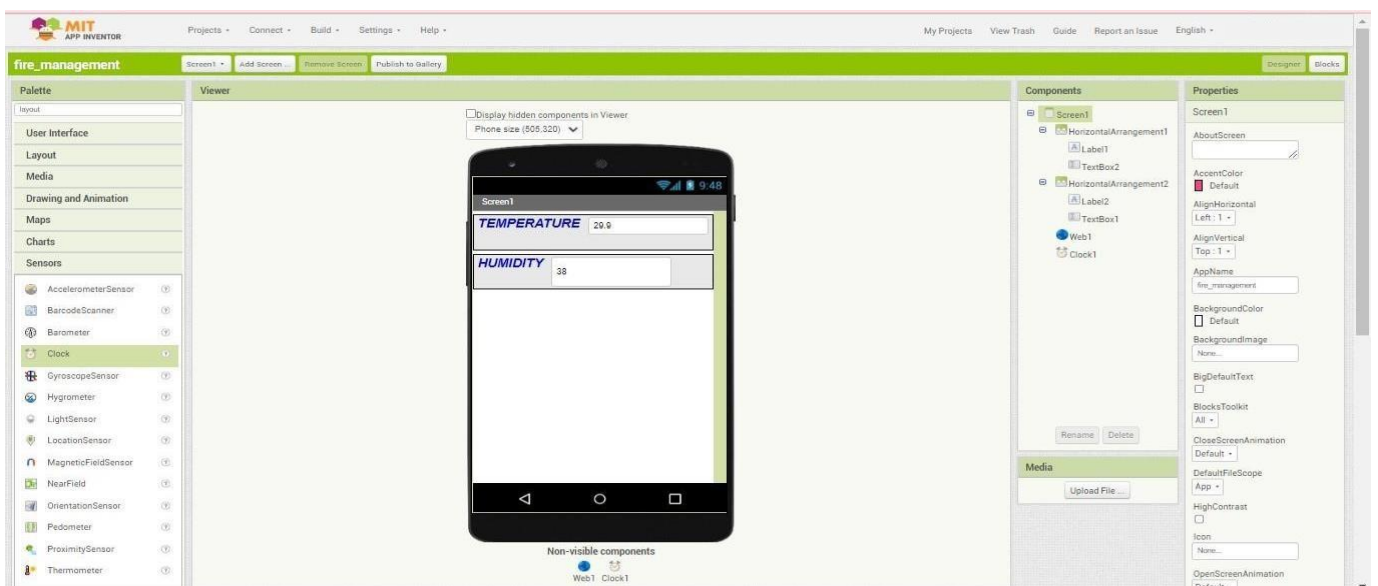 MIT
APP INVENTOR
Projects
Connect
Build
Settings
Help
My Projects
View Trash
Guide
Report an Issue
English
fire_management
Screen1
Add Screen ...
Remove Screen
Publish to Gallery
Designer
Blocks
Palette
layout
User Interface
Layout
Media
Drawing and Animation
Maps
Charts
Sensors
AccelerometerSensor
BarcodeScanner
Barometer
Clock
GyroscopeSensor
Hygrometer
LightSensor
LocationSensor
MagneticFieldSensor
NearField
OrientationSensor
Pedometer
ProximitySensor
Thermometer
Viewer
Display hidden components in Viewer
Phone size (505,320)
9:48
Screen1
TEMPERATURE 29.9
HUMIDITY 38
Non-visible components
Web1 Clock1
Components
Screen1
HorizontalArrangement1
Label1
TextBox2
HorizontalArrangement2
Label2
TextBox1
Web1
Clock1
Rename Delete
Media
Upload File ...
Properties
Screen1
AboutScreen
AccentColor
Default
AlignHorizontal
Left : 1
AlignVertical
Top : 1
AppName
fire_management
BackgroundColor
Default
BackgroundImage
None...
BigDefaultText
BlocksToolkit
All
CloseScreenAnimation
Default
DefaultFileScope
App
HighContrast
Icon
None...
OpenScreenAnimation